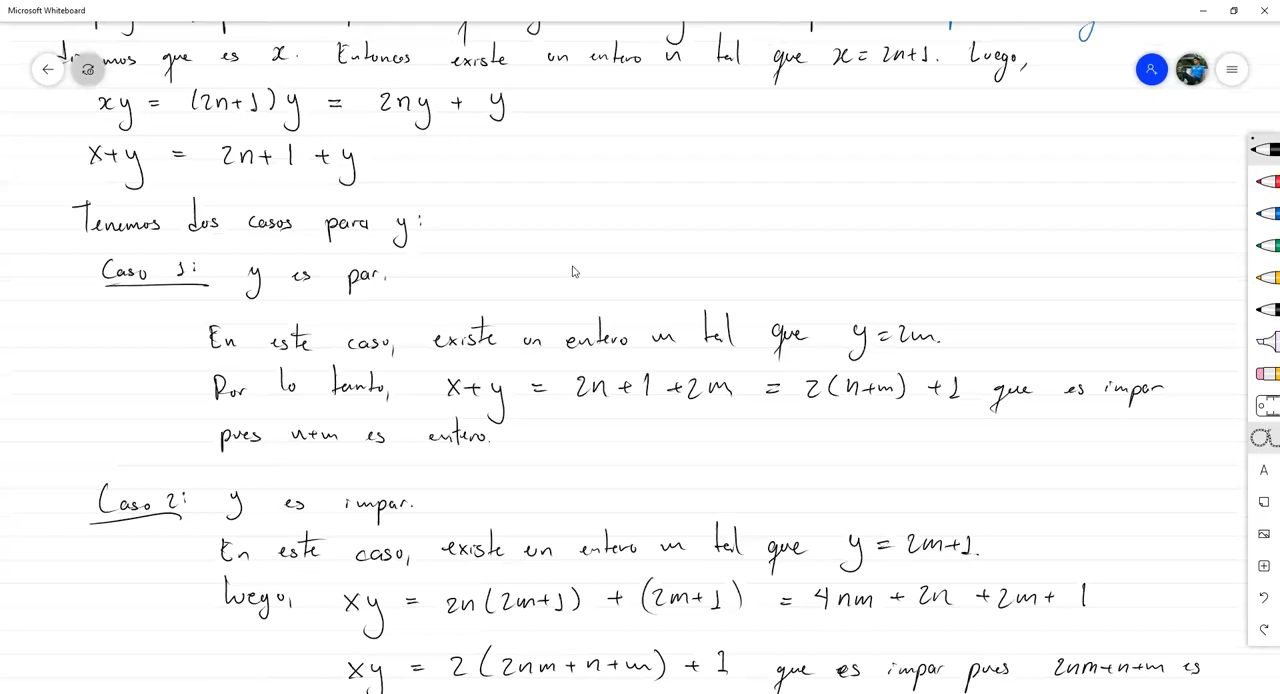 Microsoft Whiteboard
que es x. Entonces existe un entero n tal que x = 2n+1. Luego,
xy = (2n+1)y = 2ny + y
x+y = 2n+1+y
Tenemos dos casos para y:
Caso 1: y es par.
En este caso, existe un entero m tal que y=2m.
Por lo tanto, x+y = 2n+1+2m = 2(n+m)+1 que es impar
pues n+m es entero.
Caso 2: y es impar.
En este caso, existe un entero m tal que y = 2m+1.
Luego, xy = 2n(2m+1) + (2m+1) = 4nm + 2n + 2m + 1
xy = 2(2nm+n+m) + 1 que es impar pues 2nm+n+m es